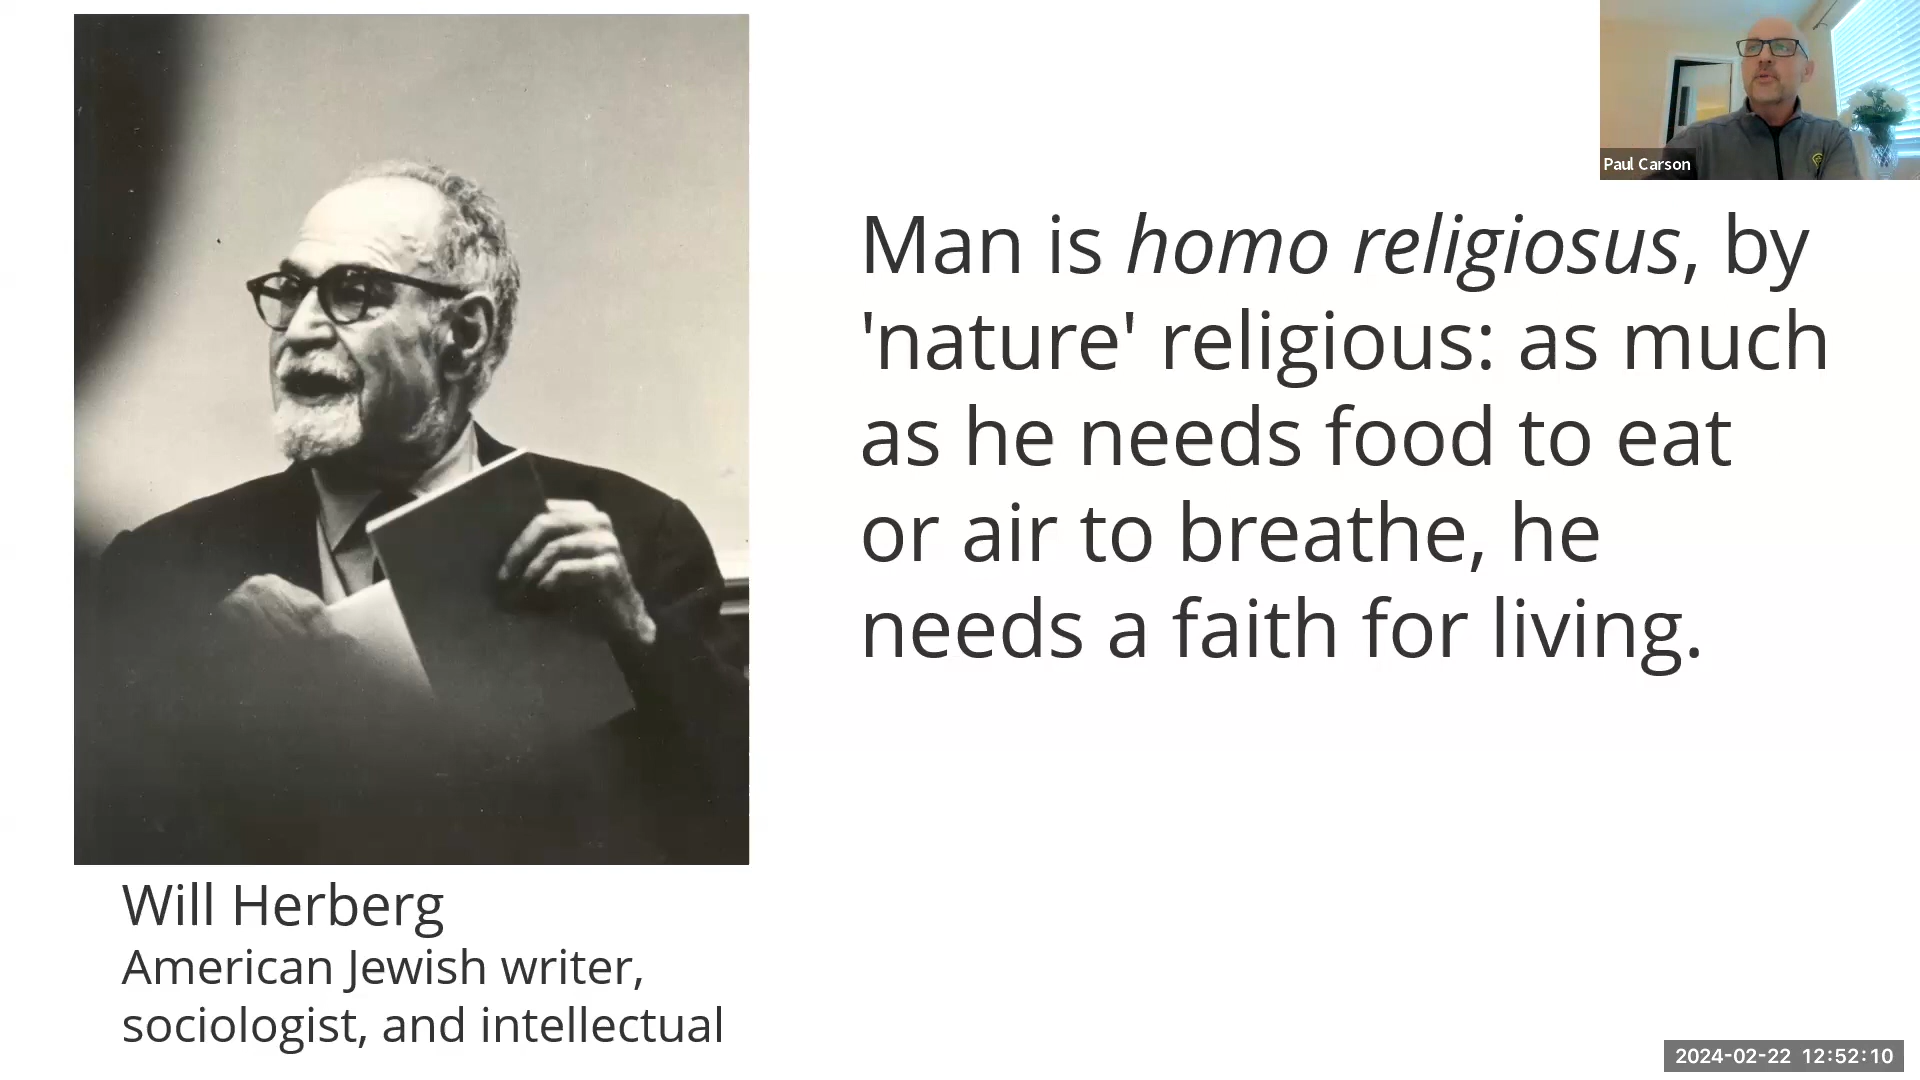 Paul Carson
Man is homo religiosus, by
'nature' religious: as much
as he needs food to eat
or air to breathe, he
needs a faith for living.
Will Herberg
American Jewish writer,
sociologist, and intellectual
2024-02-22 12:52:10